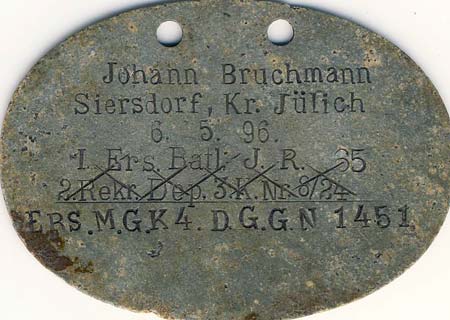 Johann Bruchmann
Siersdorf, Kr. Jülich
6. 5. 96.
1. Ers. Batl. J. R. 65
2. Rekr. Dep. 3. K. Nr. 8/24
ERS. M.G.K 4. D.G.G.N 1451